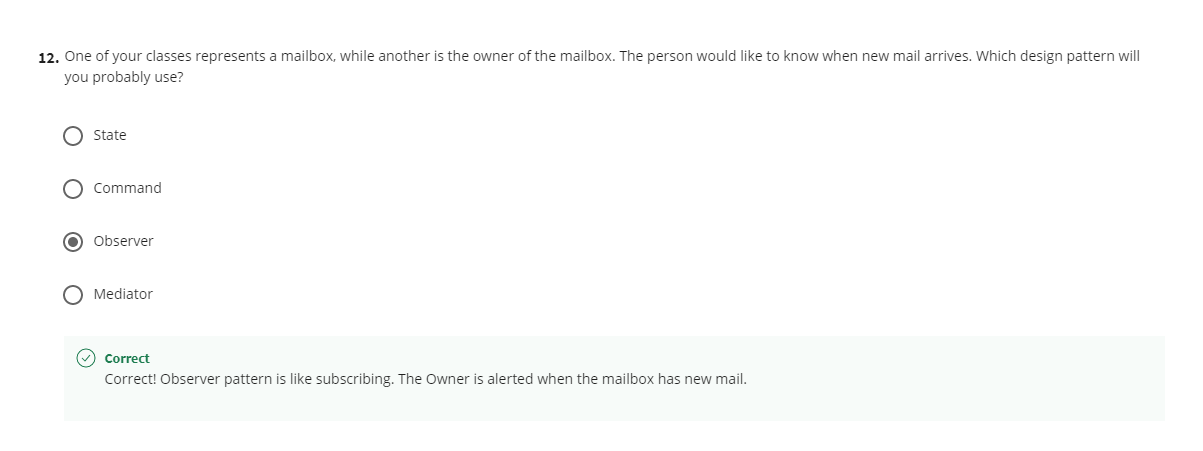 12. One of your classes represents a mailbox, while another is the owner of the mailbox. The person would like to know when new mail arrives. Which design pattern will
you probably use?
State
Command
Observer
Mediator
Correct
Correct! Observer pattern is like subscribing. The Owner is alerted when the mailbox has new mail.